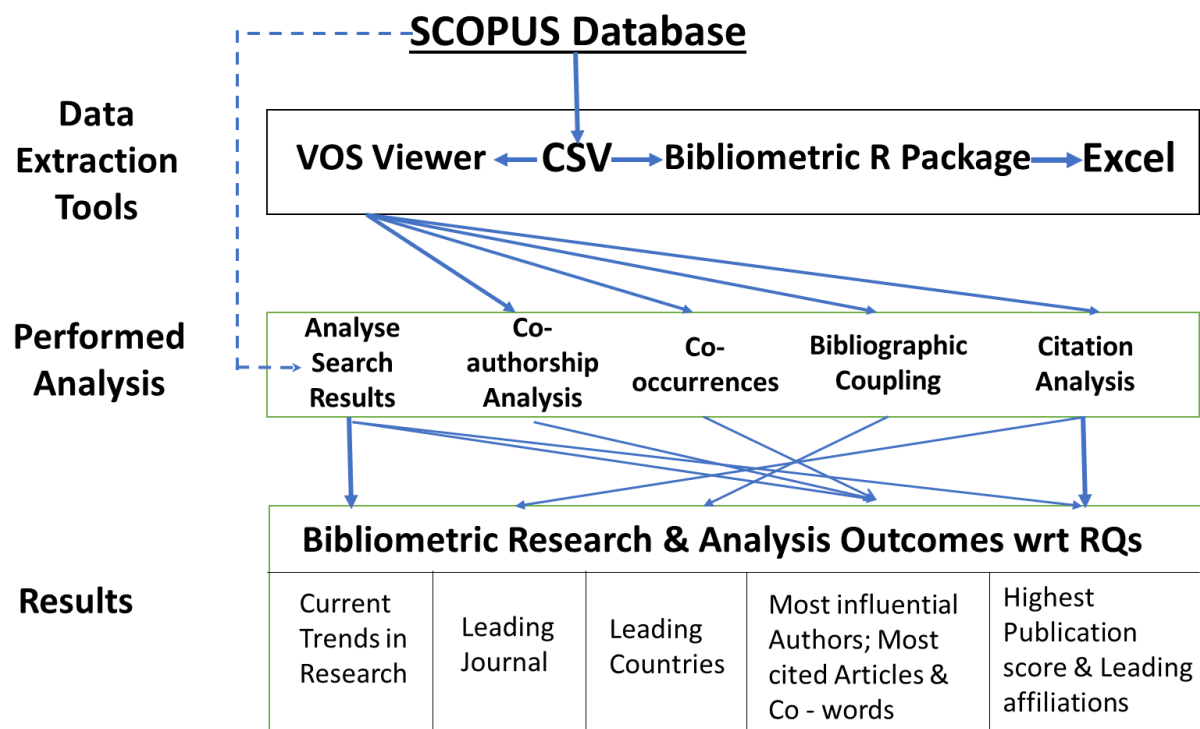 SCOPUS Database
Data
Extraction
Tools
VOS Viewer CSV Bibliometric R Package Excel
Performed
Analysis
Analyse
Search
Results
Co-
authorship
Analysis
Co-
occurrences
Bibliographic
Coupling
Citation
Analysis
Results
Bibliometric Research & Analysis Outcomes wrt RQs
Current
Trends in
Research
Leading
Journal
Leading
Countries
Most influential
Authors; Most
cited Articles &
Co - words
Highest
Publication
score & Leading
affiliations